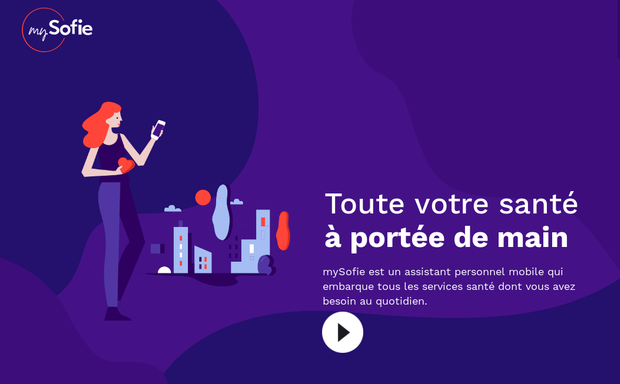 mySofie
Toute votre santé
à portée de main
mySofie est un assistant personnel mobile qui
embarque tous les services santé dont vous avez
besoin au quotidien.